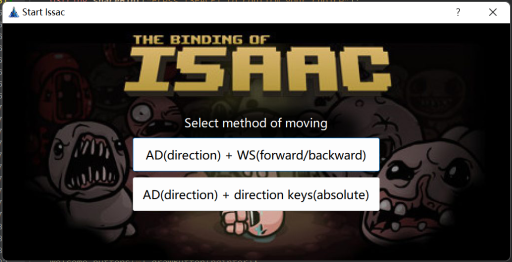 Start Issac
THE BINDING OF
ISAAC
Select method of moving
AD(direction) + WS(forward/backward)
AD(direction) + direction keys(absolute)